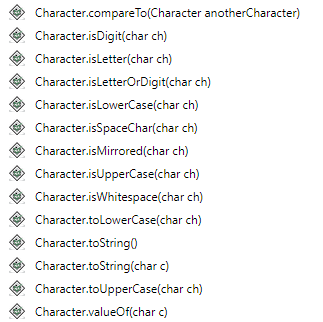 Character.compareTo(Character anotherCharacter)
Character.isDigit(char ch)
Character.isLetter(char ch)
Character.isLetterOrDigit(char ch)
Character.isLowerCase(char ch)
Character.isSpaceChar(char ch)
Character.isMirrored(char ch)
Character.isUpperCase(char ch)
Character.isWhitespace(char ch)
Character.toLowerCase(char ch)
Character.toString()
Character.toString(char c)
Character.toUpperCase(char ch)
Character.valueOf(char c)